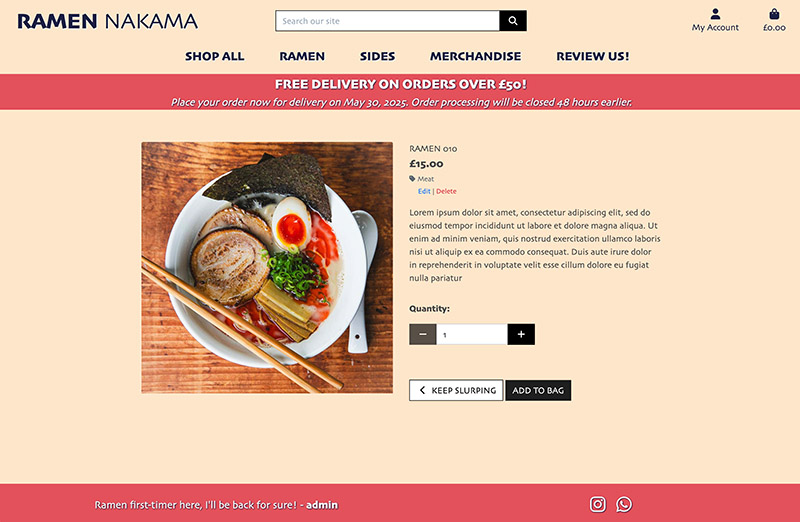 RAMEN NAKAMA
Search our site
My Account
£0.00
SHOP ALL RAMEN SIDES MERCHANDISE REVIEW US!
FREE DELIVERY ON ORDERS OVER £50!
Place your order now for delivery on May 30, 2025. Order processing will be closed 48 hours earlier.
RAMEN 010
£15.00
Meat
Edit | Delete
Lorem ipsum dolor sit amet, consectetur adipiscing elit, sed do
eiusmod tempor incididunt ut labore et dolore magna aliqua. Ut
enim ad minim veniam, quis nostrud exercitation ullamco laboris
nisi ut aliquip ex ea commodo consequat. Duis aute irure dolor
in reprehenderit in voluptate velit esse cillum dolore eu fugiat
nulla pariatur
Quantity:
− 1 +
KEEP SLURPING ADD TO BAG
Ramen first-timer here, I'll be back for sure! - admin